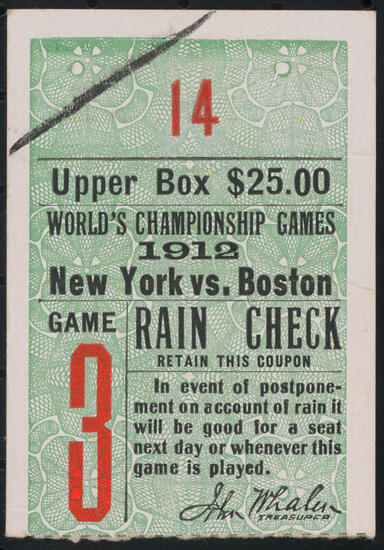 14
Upper Box $25.00
WORLD'S CHAMPIONSHIP GAMES
1912
New York vs. Boston
GAME
3
RAIN CHECK
RETAIN THIS COUPON
In event of postpone-
ment on account of rain it
will be good for a seat
next day or whenever this
game is played.
John Whalen
TREASURER